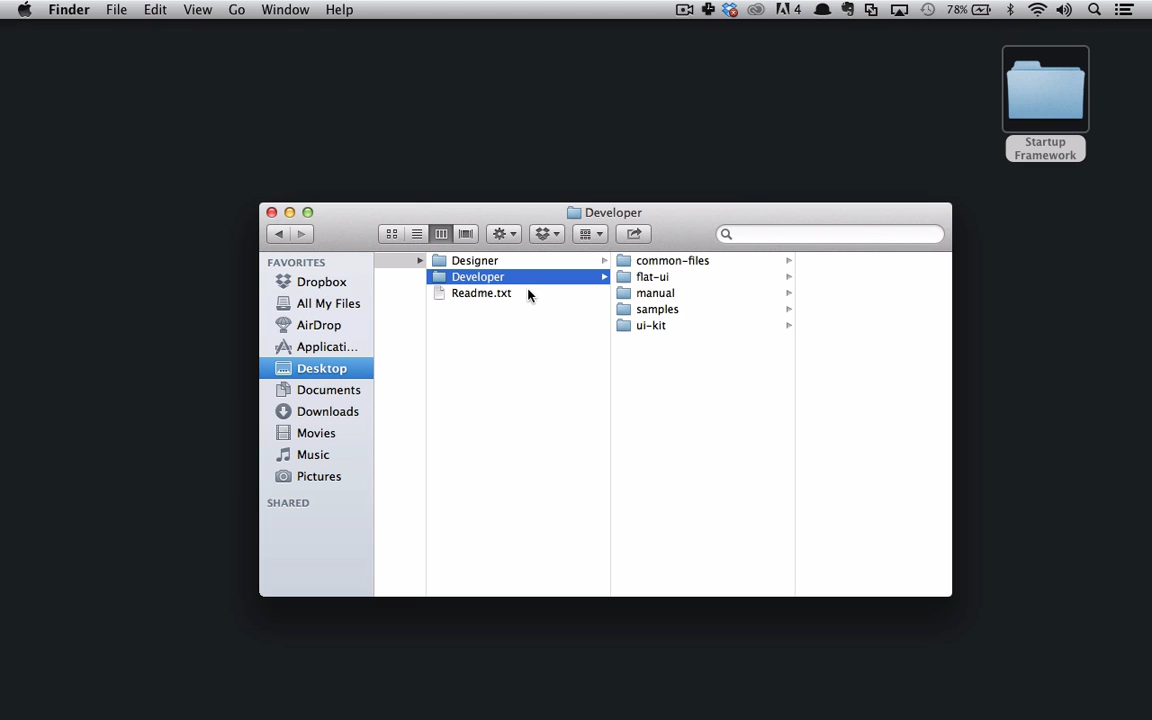 Finder File Edit View Go Window Help
4 78%
Startup
Framework
Developer
FAVORITES
Dropbox
All My Files
AirDrop
Applicati...
Desktop
Documents
Downloads
Movies
Music
Pictures
SHARED
Designer
Developer
Readme.txt
common-files
flat-ui
manual
samples
ui-kit